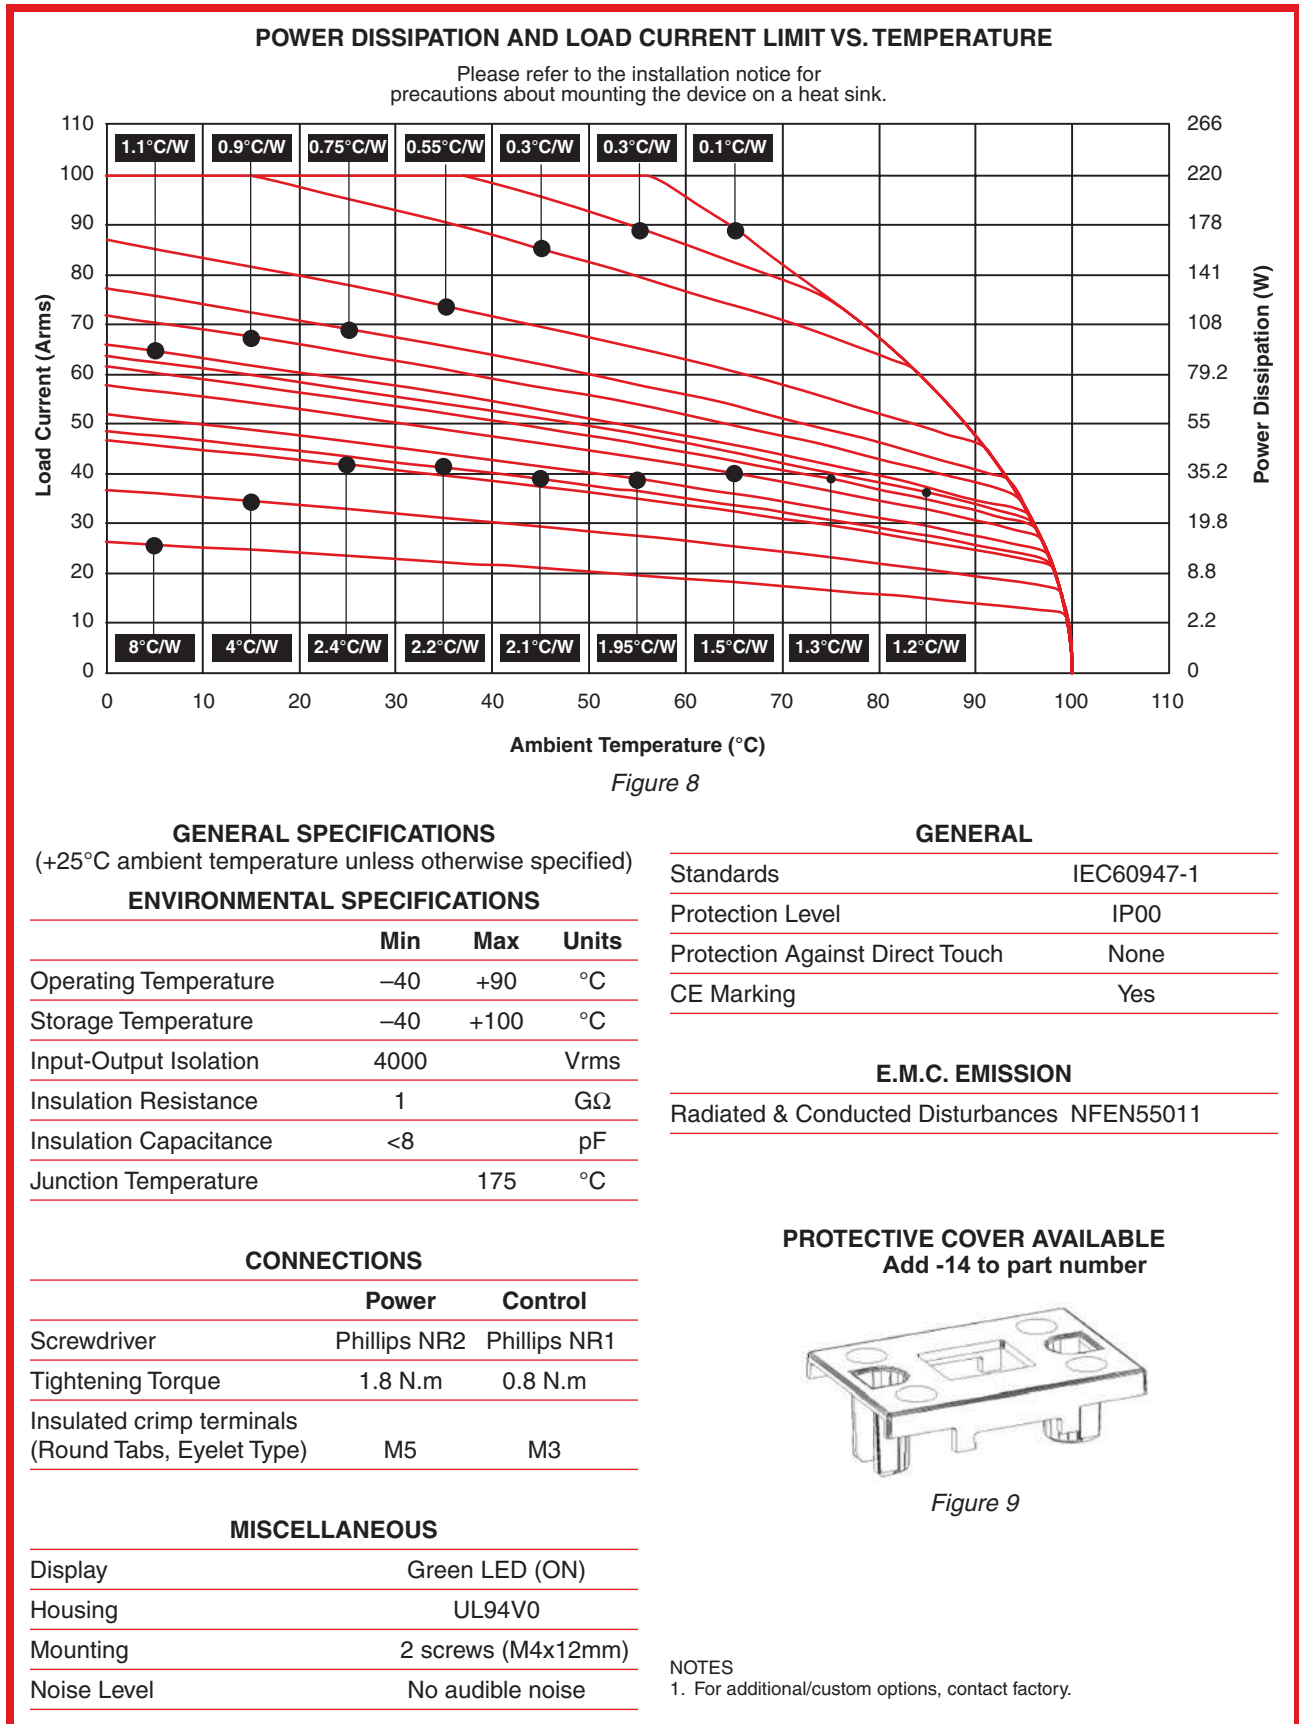 POWER DISSIPATION AND LOAD CURRENT LIMIT VS. TEMPERATURE
Please refer to the installation notice for
precautions about mounting the device on a heat sink.
110 266
1.1°C/W 0.9°C/W 0.75°C/W 0.55°C/W 0.3°C/W 0.3°C/W 0.1°C/W
100 220
90 178
80 141
70 108
60 79.2
50 55
40 35.2
30 19.8
20 8.8
10 2.2
8°C/W 4°C/W 2.4°C/W 2.2°C/W 2.1°C/W 1.95°C/W 1.5°C/W 1.3°C/W 1.2°C/W
0 0
Load Current (Arms)
Power Dissipation (W)
0 10 20 30 40 50 60 70 80 90 100 110
Ambient Temperature (°C)
Figure 8
GENERAL SPECIFICATIONS
(+25°C ambient temperature unless otherwise specified)
ENVIRONMENTAL SPECIFICATIONS
Min Max Units
Operating Temperature –40 +90 °C
Storage Temperature –40 +100 °C
Input-Output Isolation 4000 Vrms
Insulation Resistance 1 GΩ
Insulation Capacitance <8 pF
Junction Temperature 175 °C
CONNECTIONS
Power Control
Screwdriver Phillips NR2 Phillips NR1
Tightening Torque 1.8 N.m 0.8 N.m
Insulated crimp terminals
(Round Tabs, Eyelet Type) M5 M3
MISCELLANEOUS
Display Green LED (ON)
Housing UL94V0
Mounting 2 screws (M4x12mm)
Noise Level No audible noise
GENERAL
Standards IEC60947-1
Protection Level IP00
Protection Against Direct Touch None
CE Marking Yes
E.M.C. EMISSION
Radiated & Conducted Disturbances NFEN55011
PROTECTIVE COVER AVAILABLE
Add -14 to part number
Figure 9
NOTES
1. For additional/custom options, contact factory.